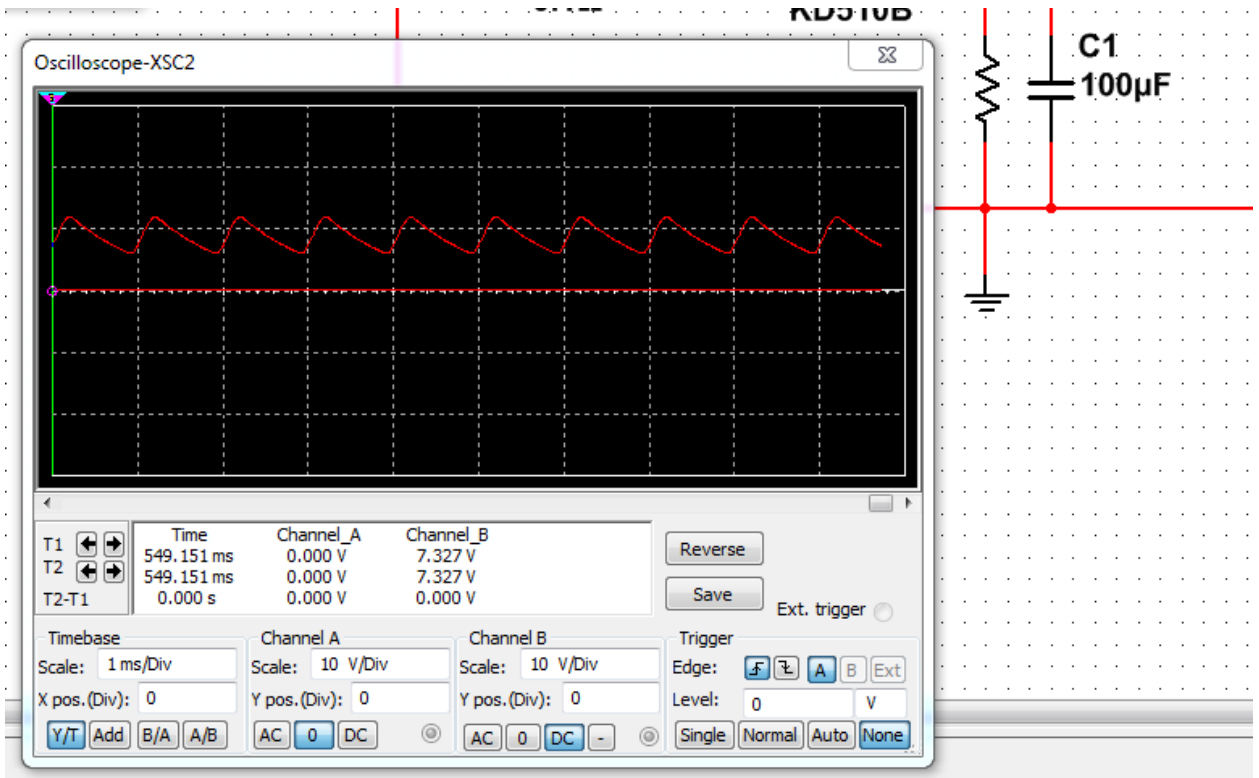 KD510B
C1
100µF
Oscilloscope-XSC2
Time Channel_A Channel_B
T1 549.151 ms 0.000 V 7.327 V
T2 549.151 ms 0.000 V 7.327 V
T2-T1 0.000 s 0.000 V 0.000 V
Reverse
Save
Ext. trigger
Timebase
Scale: 1 ms/Div
X pos.(Div): 0
Y/T Add B/A A/B
Channel A
Scale: 10 V/Div
Y pos.(Div): 0
AC 0 DC
Channel B
Scale: 10 V/Div
Y pos.(Div): 0
AC 0 DC -
Trigger
Edge: A B Ext
Level: 0 V
Single Normal Auto None